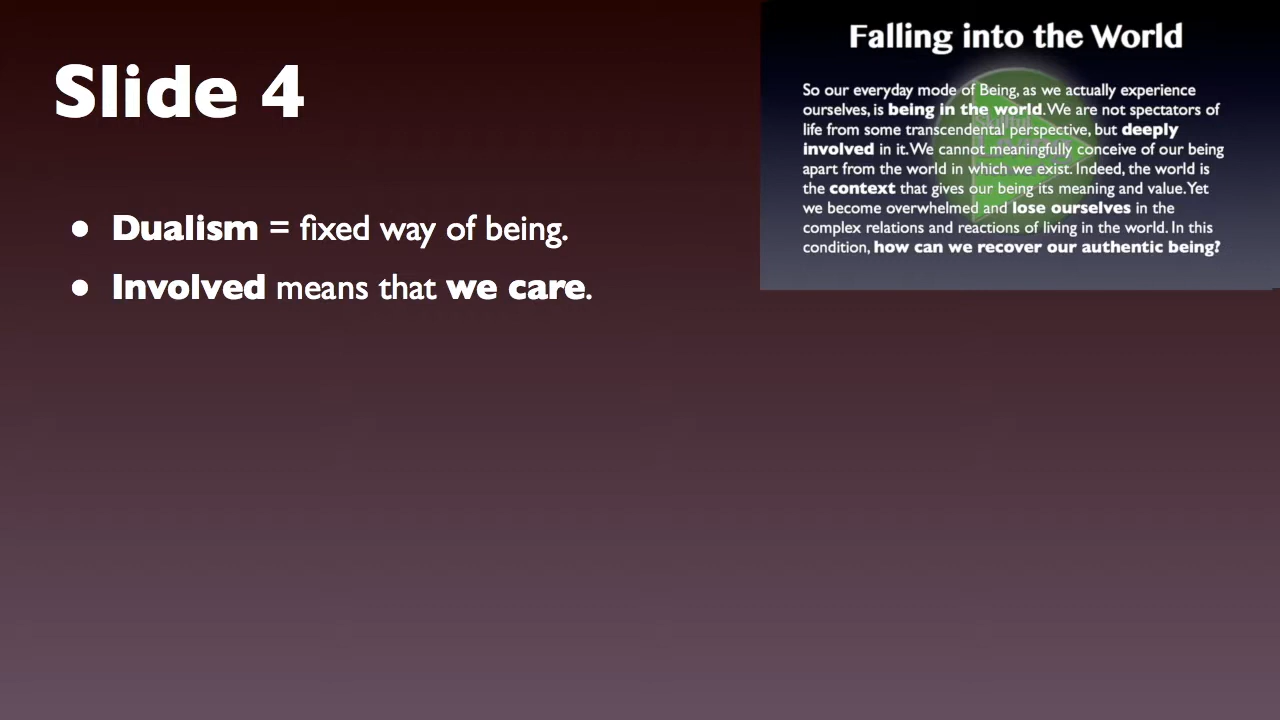 Slide 4
● Dualism = fixed way of being.
● Involved means that we care.
Falling into the World
So our everyday mode of Being, as we actually experience
ourselves, is being in the world. We are not spectators of
life from some transcendental perspective, but deeply
involved in it. We cannot meaningfully conceive of our being
apart from the world in which we exist. Indeed, the world is
the context that gives our being its meaning and value. Yet
we become overwhelmed and lose ourselves in the
complex relations and reactions of living in the world. In this
condition, how can we recover our authentic being?